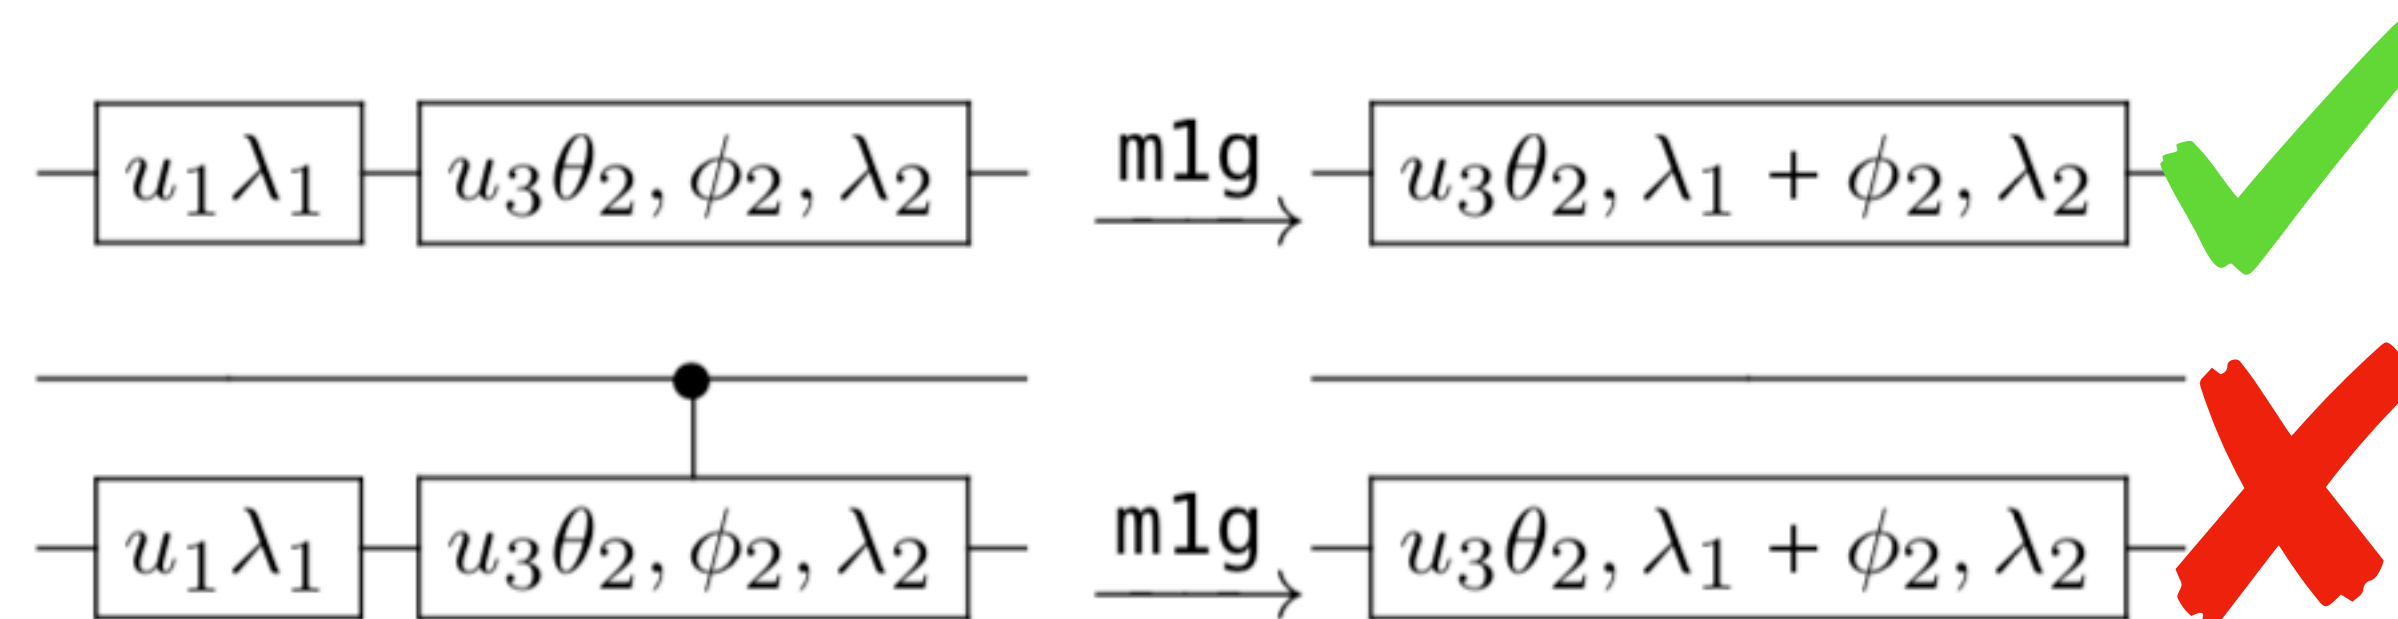 u₁λ₁ u₃θ₂, ϕ₂, λ₂ m1g u₃θ₂, λ₁ + ϕ₂, λ₂
u₁λ₁ u₃θ₂, ϕ₂, λ₂ m1g u₃θ₂, λ₁ + ϕ₂, λ₂